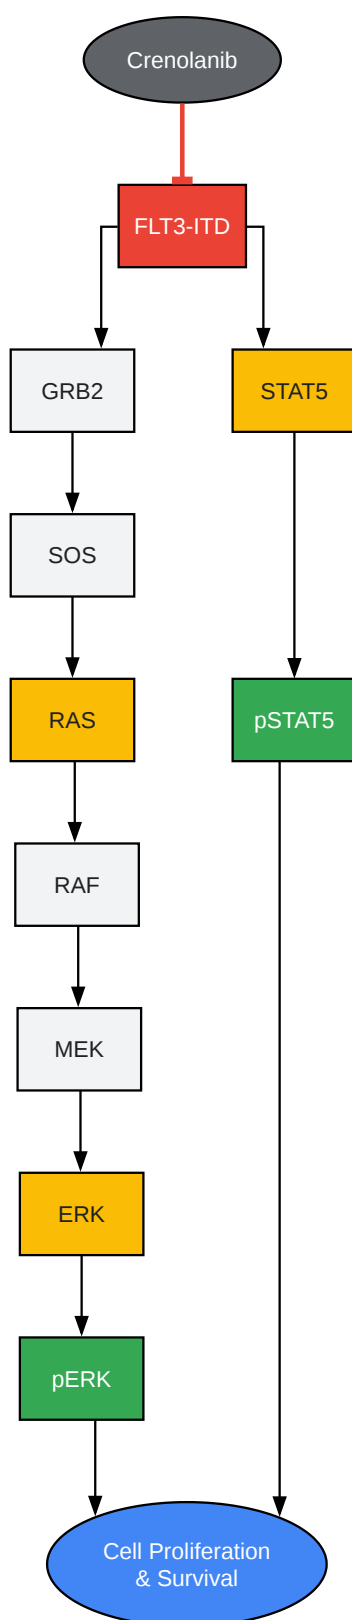 Crenolanib
FLT3-ITD
GRB2
STAT5
SOS
RAS
pSTAT5
RAF
MEK
ERK
pERK
Cell Proliferation
& Survival